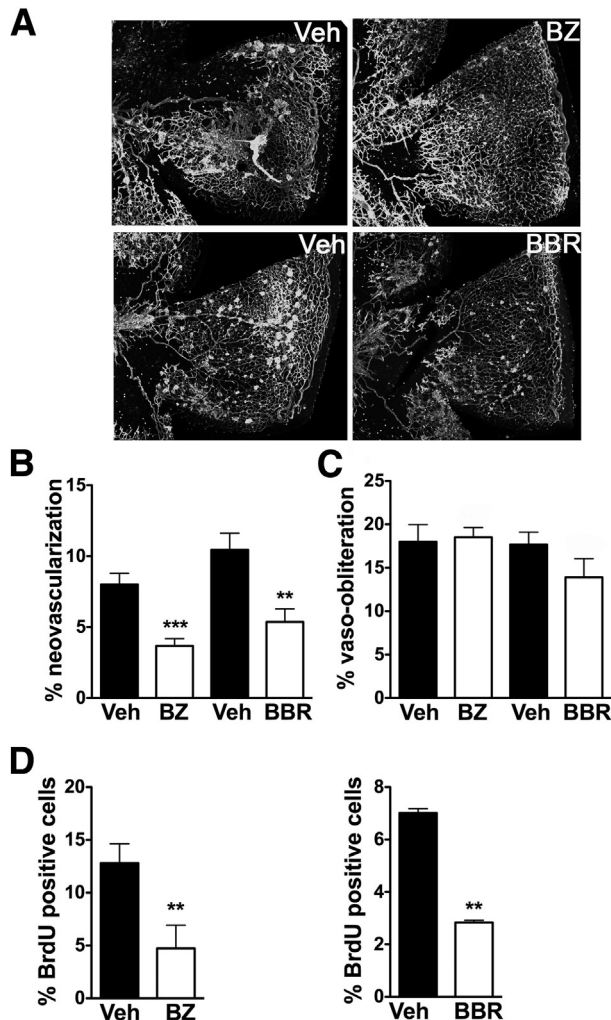 A
Veh
BZ
Veh
BBR
B
% neovascularization
15
10
5
0
***
**
Veh BZ Veh BBR
C
% vaso-obliteration
25
20
15
10
5
0
Veh BZ Veh BBR
D
% BrdU positive cells
20
15
10
5
0
**
Veh BZ
% BrdU positive cells
8
6
4
2
0
**
Veh BBR